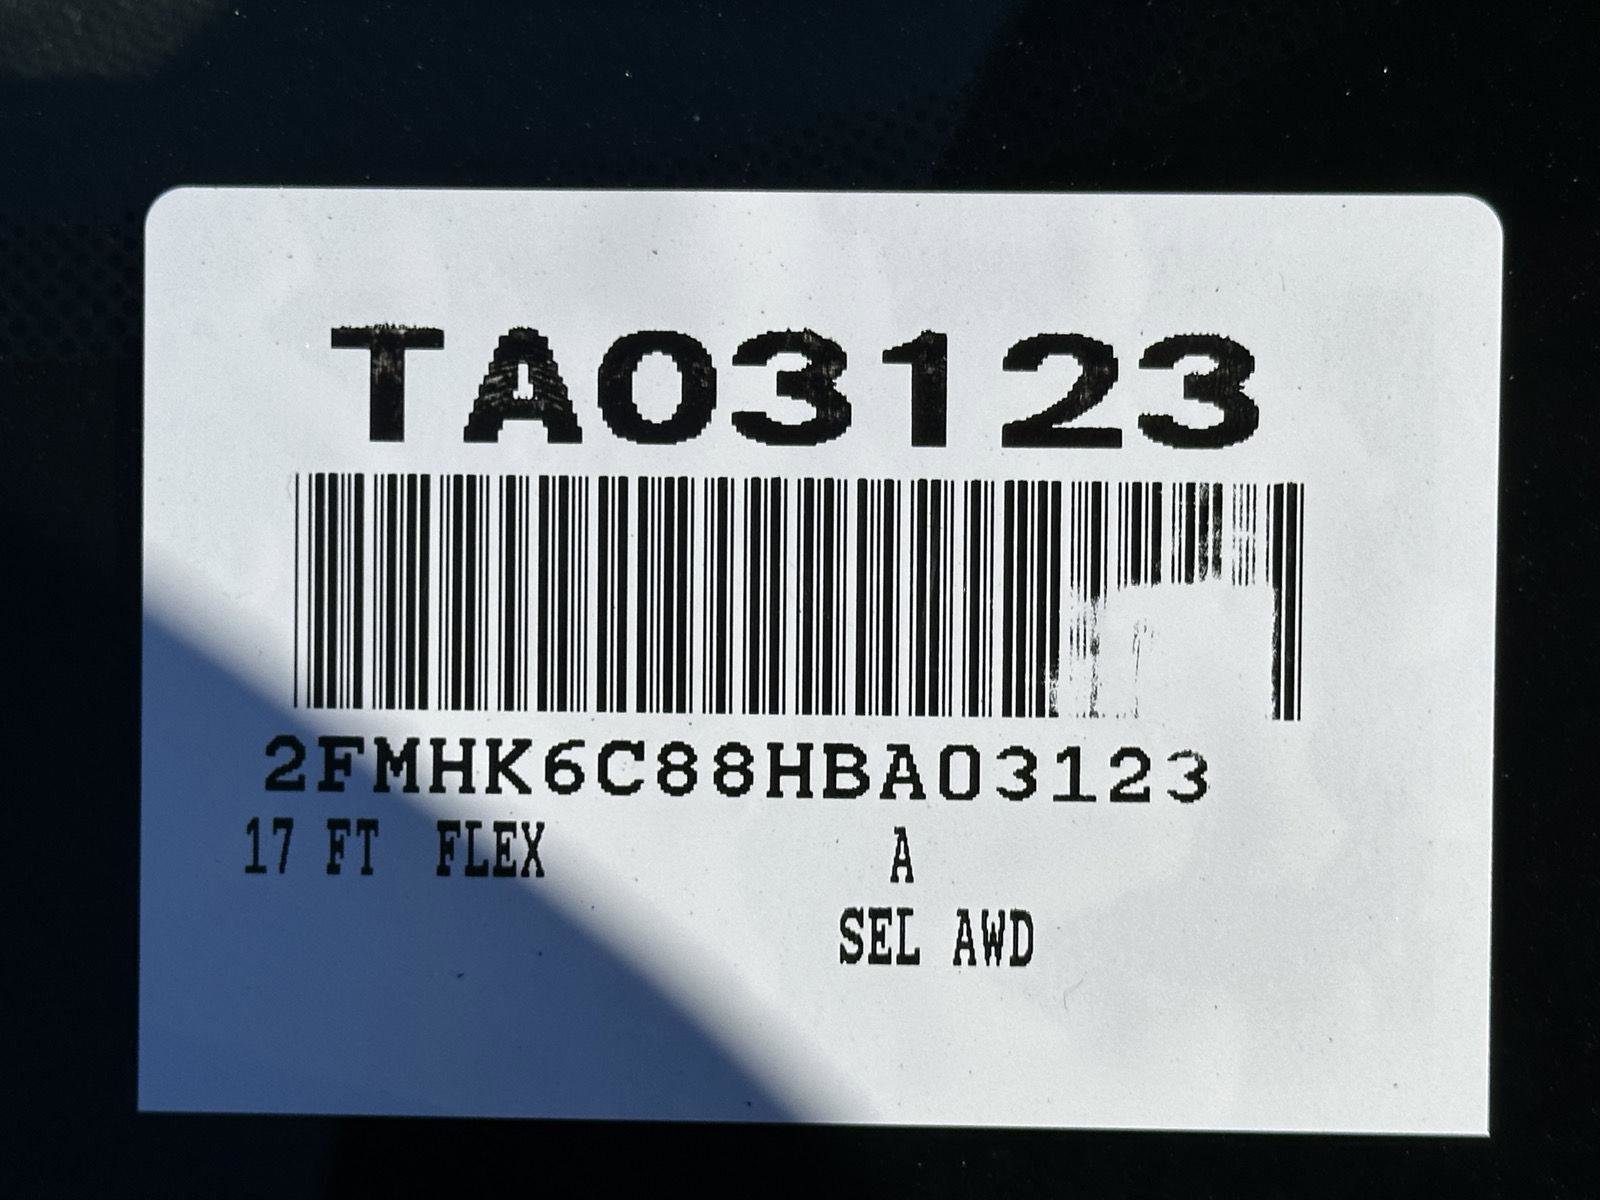 TA03123
2FMHK6C88HBA03123
17 FT FLEX A
SEL AWD